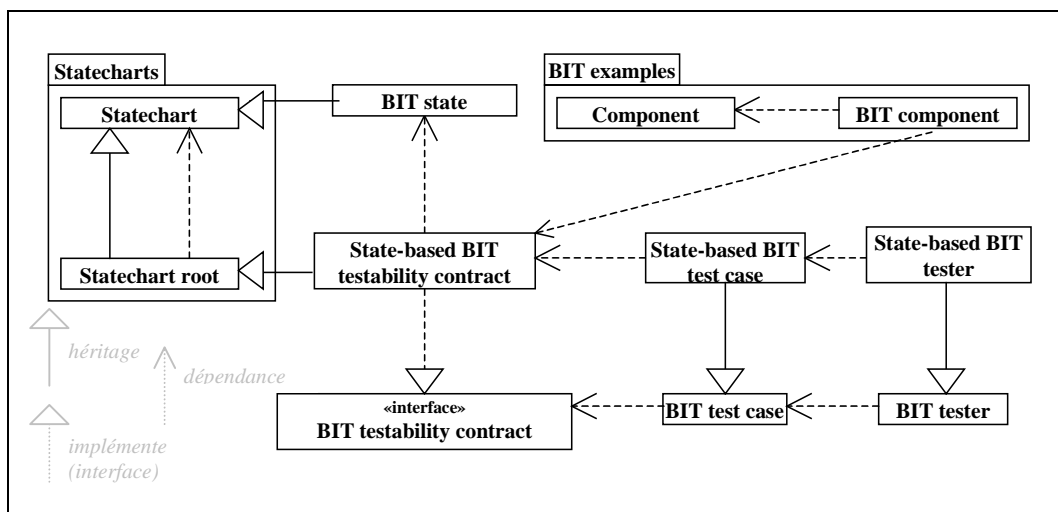 Statecharts
BIT examples
Statechart
BIT state
Component
BIT component
State-based BIT
testability contract
State-based BIT
test case
State-based BIT
tester
Statechart root
héritage
dépendance
«interface»
BIT testability contract
BIT test case
BIT tester
implémente
(interface)